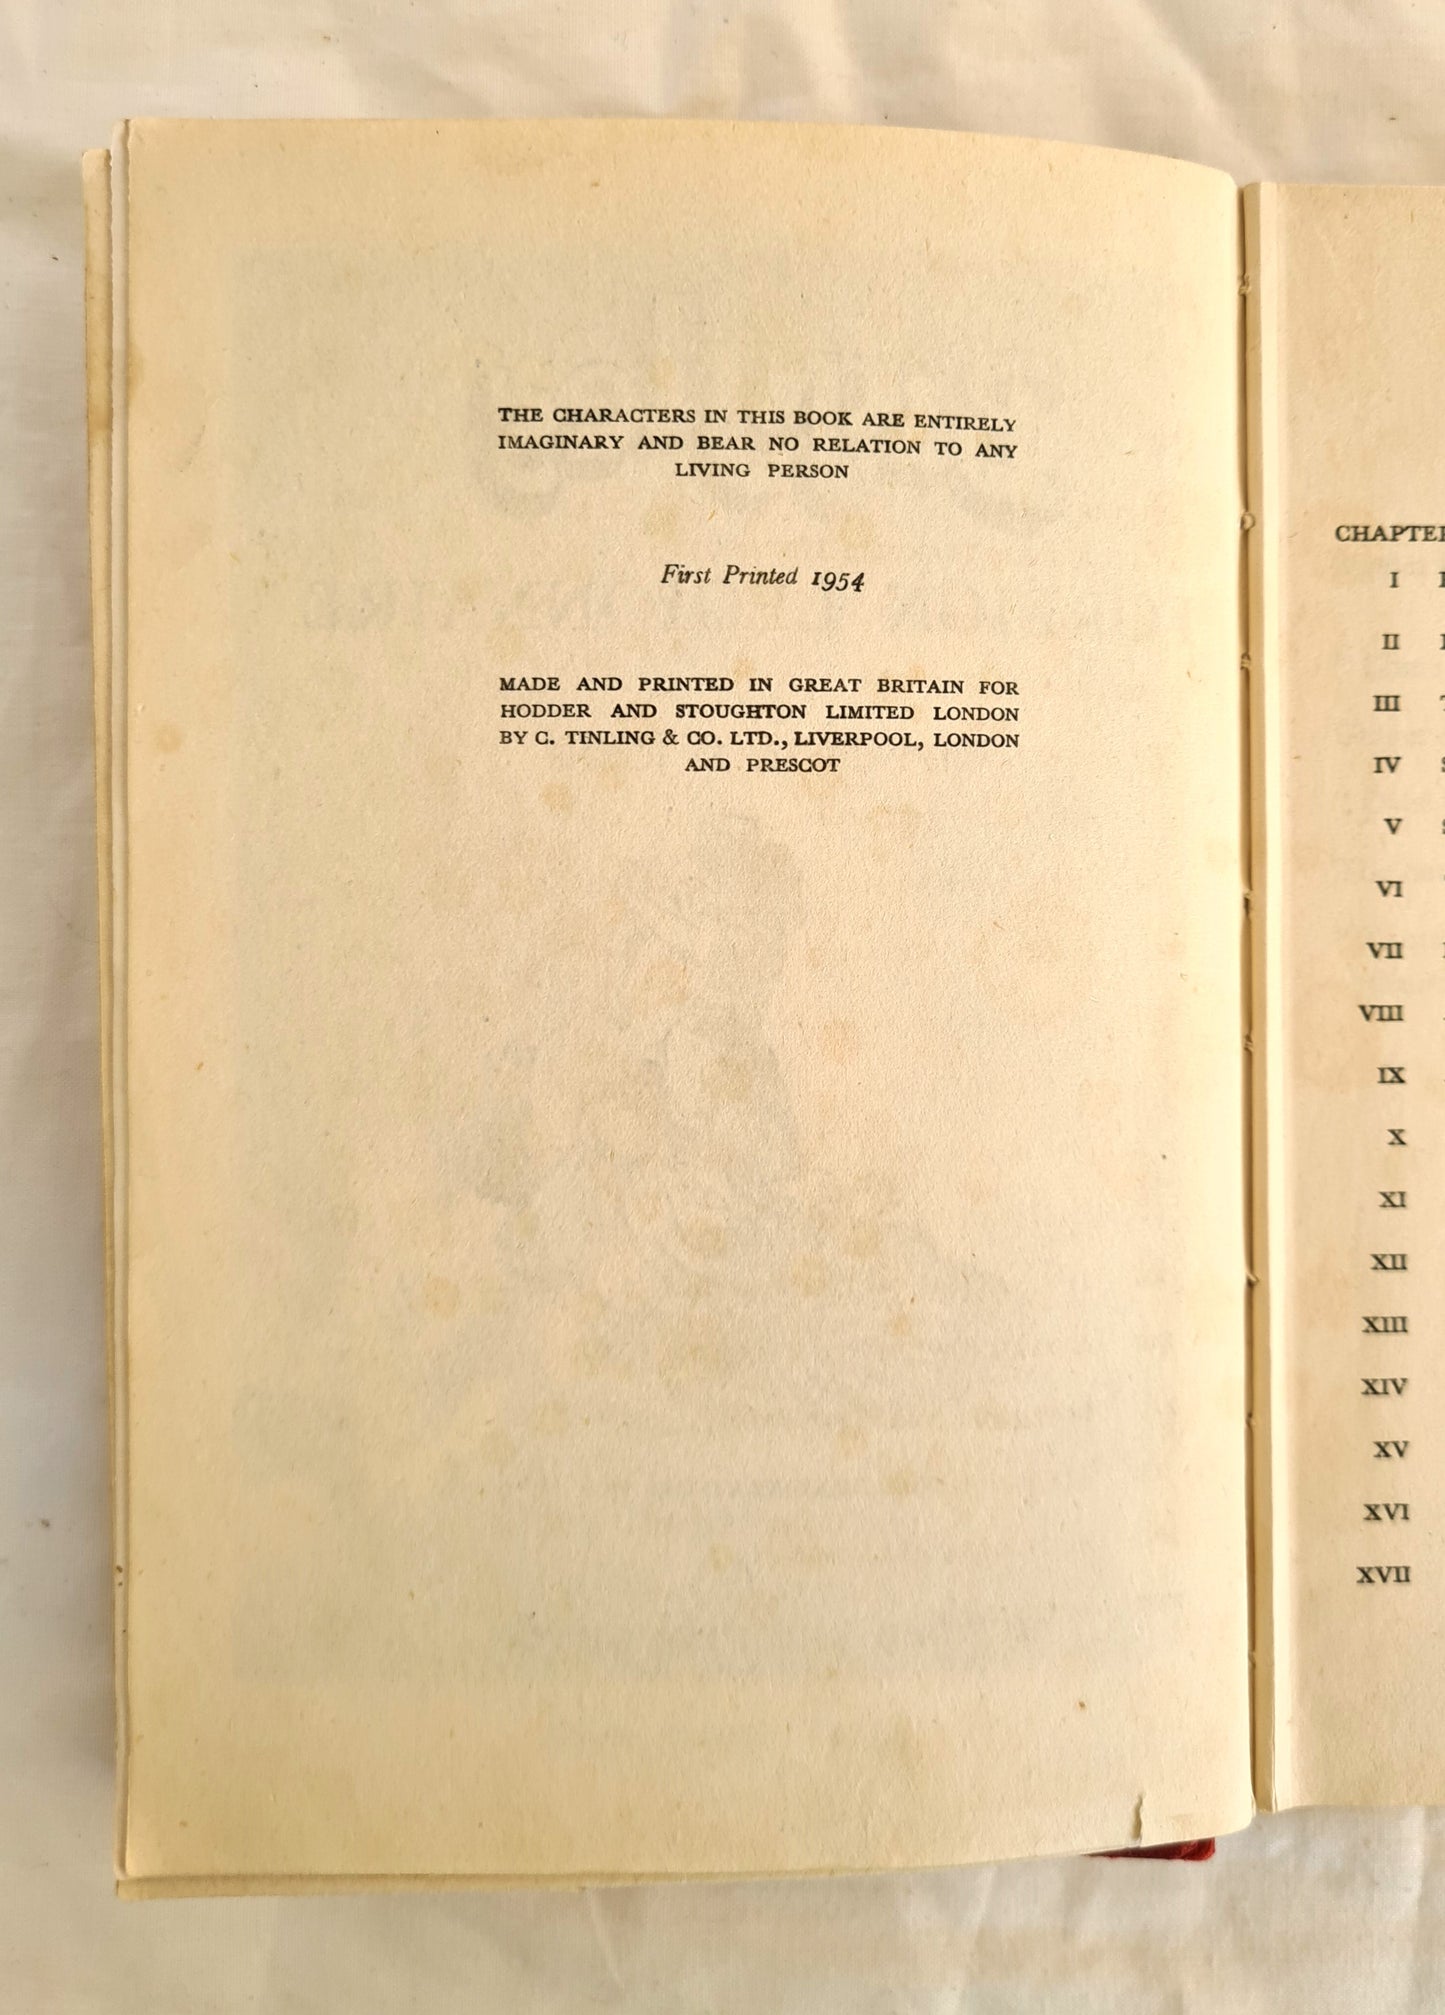 THE CHARACTERS IN THIS BOOK ARE ENTIRELY
IMAGINARY AND BEAR NO RELATION TO ANY
LIVING PERSON
First Printed 1954
MADE AND PRINTED IN GREAT BRITAIN FOR
HODDER AND STOUGHTON LIMITED LONDON
BY C. TINLING & CO. LTD., LIVERPOOL, LONDON
AND PRESCOT
CHAPTER
I
II
III
IV
V
VI
VII
VIII
IX
X
XI
XII
XIII
XIV
XV
XVI
XVII